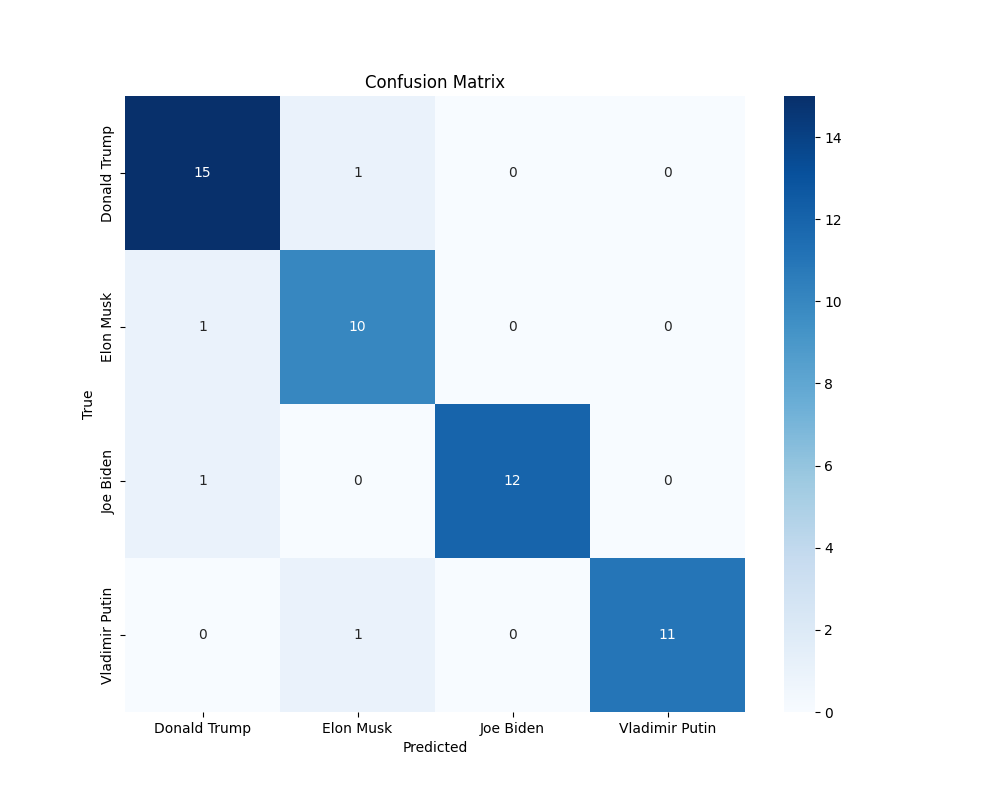 Confusion Matrix
True
Donald Trump 15 1 0 0
Elon Musk 1 10 0 0
Joe Biden 1 0 12 0
Vladimir Putin 0 1 0 11
Donald Trump Elon Musk Joe Biden Vladimir Putin
Predicted
14
12
10
8
6
4
2
0